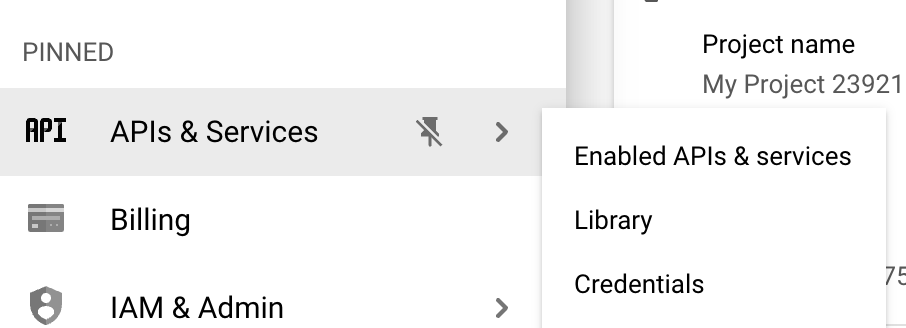 PINNED
Project name
My Project 23921
API APIs & Services
Enabled APIs & services
Billing
Library
Credentials
IAM & Admin
75